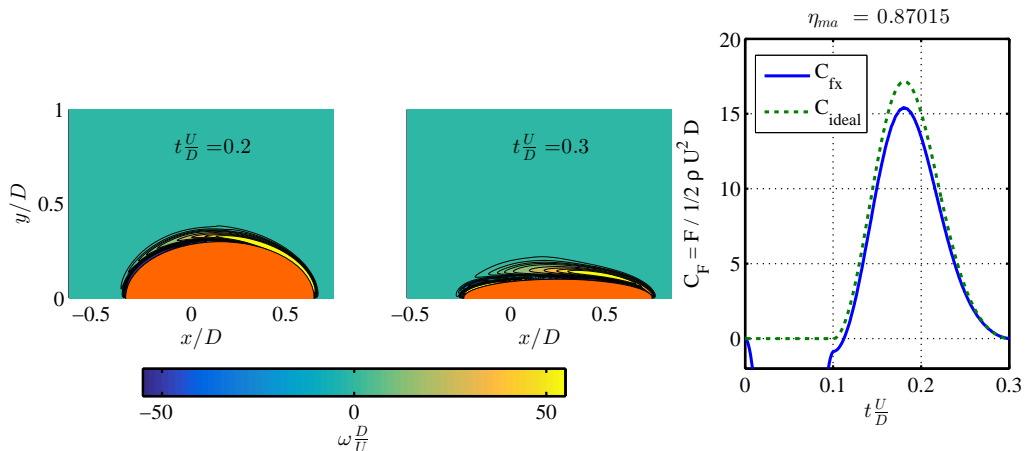 η_ma = 0.87015
1
0.5
0
y/D
t U/D =0.2
−0.5
0
0.5
x/D
t U/D =0.3
−0.5
0
0.5
x/D
−50
0
50
ω D/U
C_F = F / 1/2 ρ U² D
20
15
10
5
0
C_fx
C_ideal
0
0.1
0.2
0.3
t U/D